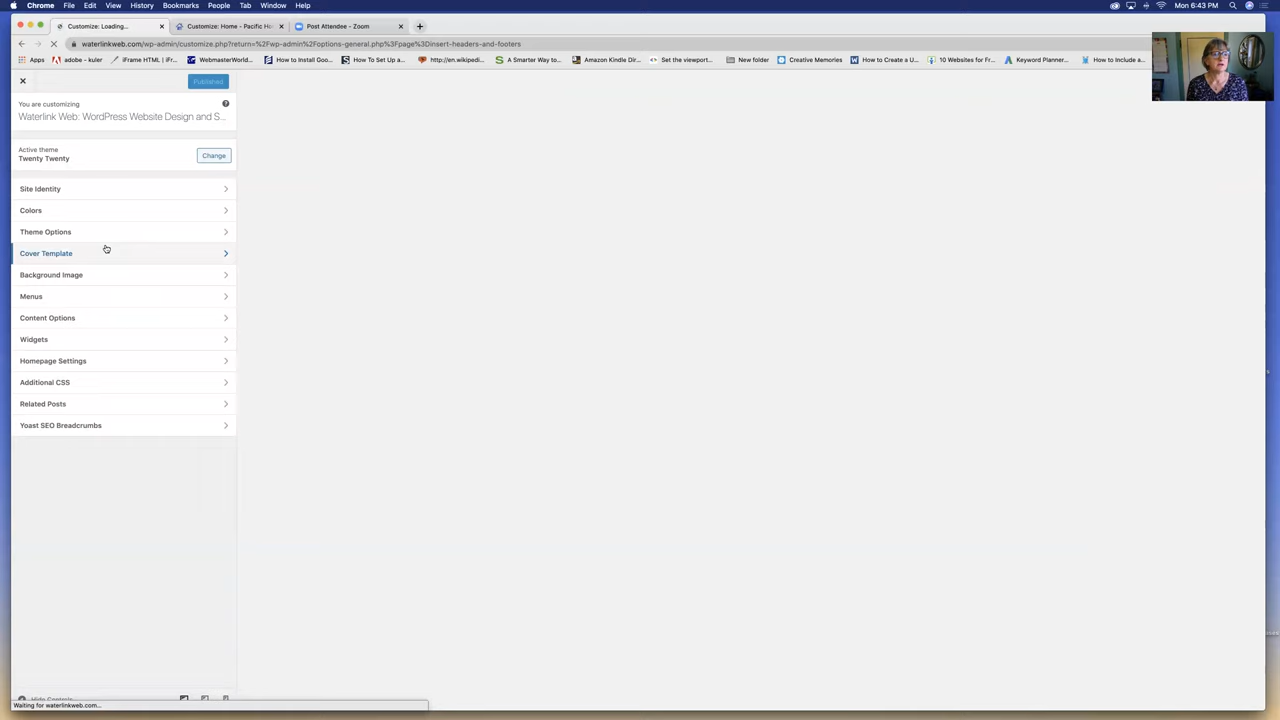 Chrome File Edit View History Bookmarks People Tab Window Help Mon 6:43 PM
Customize: Loading... Customize: Home - Pacific Ho Post Attendee - Zoom
waterlinkweb.com/wp-admin/customize.php?return=%2Fwp-admin%2Foptions-general.php%3Fpage%3Dinsert-headers-and-footers
Apps adobe – kuler iFrame HTML | iFr... WebmasterWorld... How to Install Goo... How To Set Up a... http://en.wikipedi... A Smarter Way to... Amazon Kindle Dir... Set the viewport... New folder Creative Memories How to Create a U... 10 Websites for Fr... Keyword Planner... How to Include a...
Published
You are customizing
Waterlink Web: WordPress Website Design and S...
Active theme
Twenty Twenty
Change
Site Identity
Colors
Theme Options
Cover Template
Background Image
Menus
Content Options
Widgets
Homepage Settings
Additional CSS
Related Posts
Yoast SEO Breadcrumbs
Hide Controls
Waiting for waterlinkweb.com...